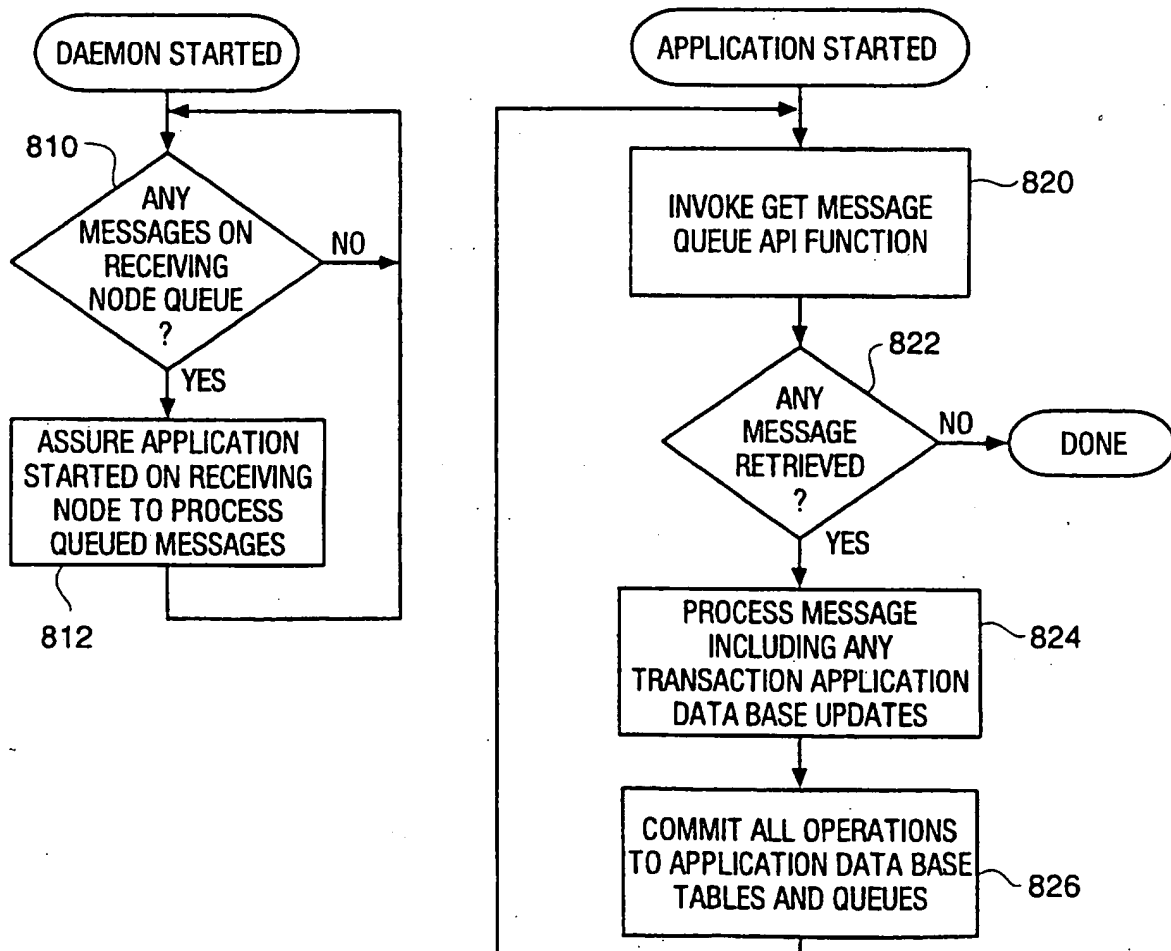 DAEMON STARTED
810
ANY
MESSAGES ON
RECEIVING
NODE QUEUE
?
NO
YES
ASSURE APPLICATION
STARTED ON RECEIVING
NODE TO PROCESS
QUEUED MESSAGES
812
APPLICATION STARTED
INVOKE GET MESSAGE
QUEUE API FUNCTION
820
822
ANY
MESSAGE
RETRIEVED
?
NO
DONE
YES
PROCESS MESSAGE
INCLUDING ANY
TRANSACTION APPLICATION
DATA BASE UPDATES
824
COMMIT ALL OPERATIONS
TO APPLICATION DATA BASE
TABLES AND QUEUES
826